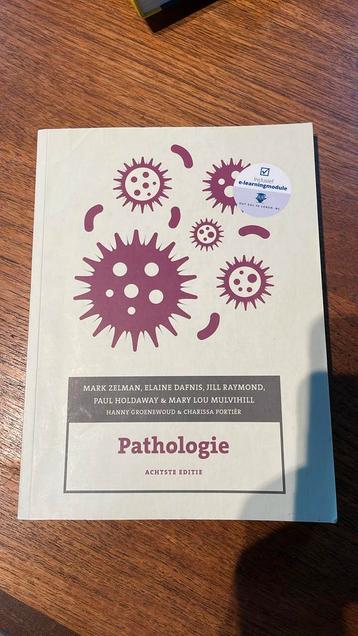 Inclusief
e-learningmodule
MARK ZELMAN, ELAINE DAFNIS, JILL RAYMOND,
PAUL HOLDAWAY & MARY LOU MULVIHILL
HANNY GROENEWOUD & CHARISSA FORTIÈR
Pathologie
ACHTSTE EDITIE